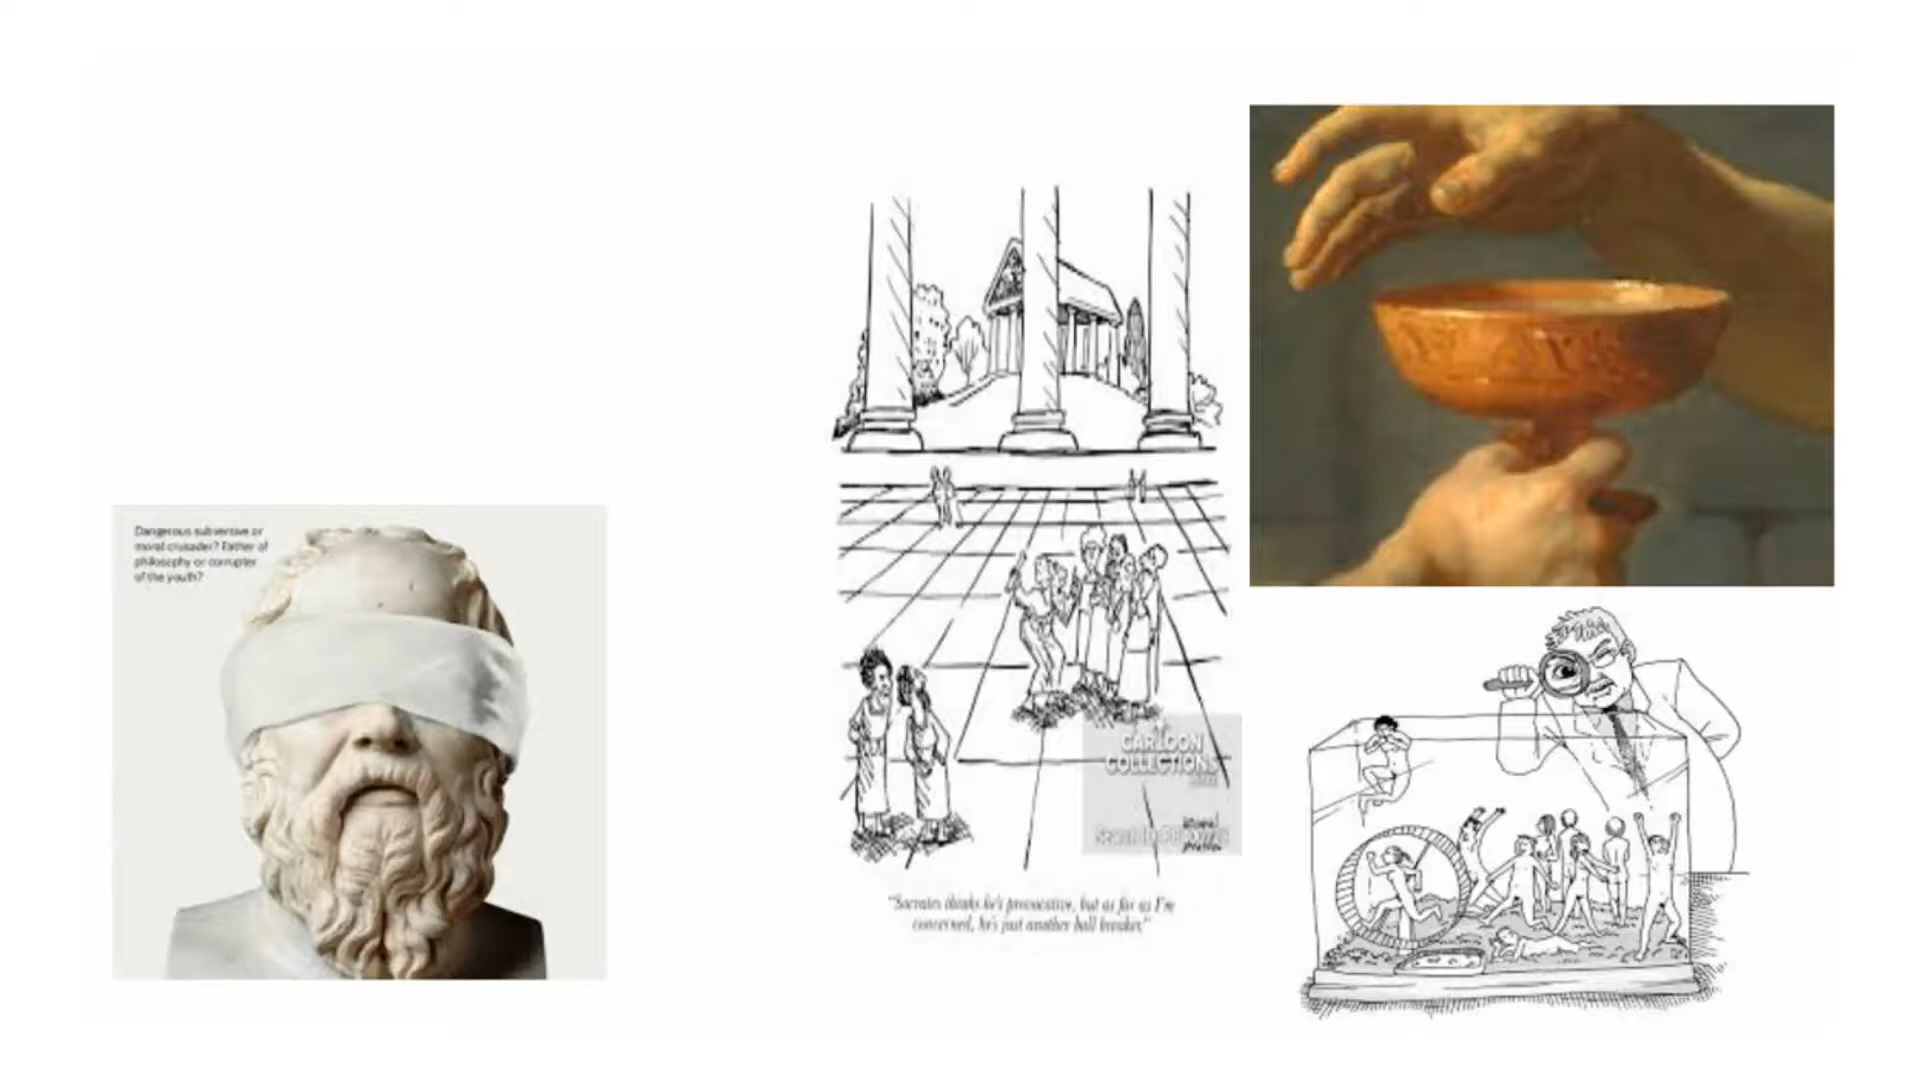 Dangerous subversive or
moral crusader? Father of
philosophy or corrupter
of the youth?
CARTOON
COLLECTIONS
"Socrates thinks he's provocative, but as far as I'm
concerned, he's just another ball breaker."